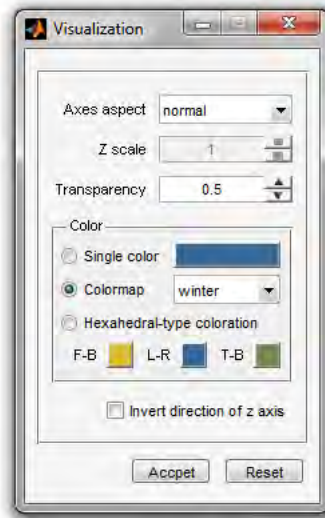 Visualization
Axes aspect normal
Z scale 1
Transparency 0.5
Color
Single color
Colormap winter
Hexahedral-type coloration
F-B L-R T-B
Invert direction of z axis
Accpet Reset